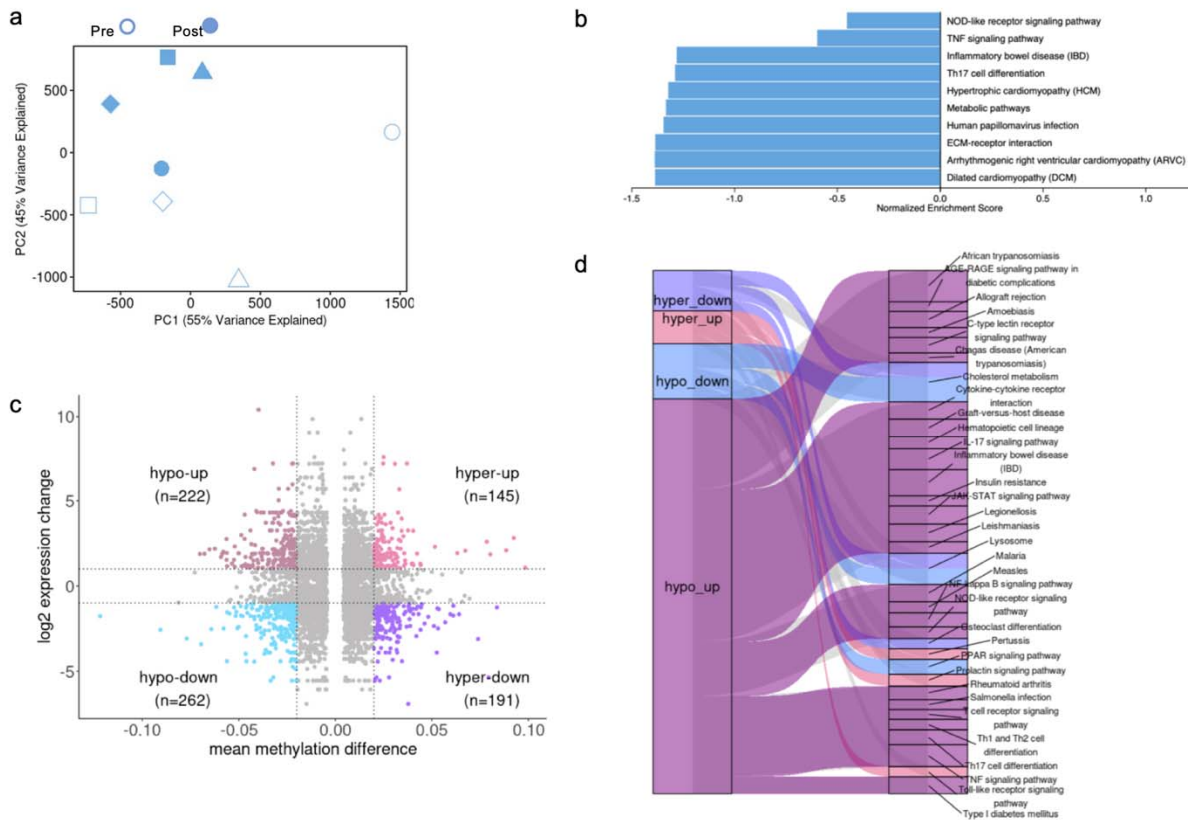 a
Pre
Post
PC2 (45% Variance Explained)
500
0
-500
-1000
-500
0
500
1000
1500
PC1 (55% Variance Explained)
b
NOD-like receptor signaling pathway
TNF signaling pathway
Inflammatory bowel disease (IBD)
Th17 cell differentiation
Hypertrophic cardiomyopathy (HCM)
Metabolic pathways
Human papillomavirus infection
ECM-receptor interaction
Arrhythmogenic right ventricular cardiomyopathy (ARVC)
Dilated cardiomyopathy (DCM)
-1.5
-1.0
-0.5
0.0
0.5
1.0
Normalized Enrichment Score
c
log2 expression change
10
5
0
-5
hypo-up
(n=222)
hyper-up
(n=145)
hypo-down
(n=262)
hyper-down
(n=191)
-0.10
-0.05
0.00
0.05
0.10
mean methylation difference
d
hyper_down
hyper_up
hypo_down
hypo_up
African trypanosomiasis
AGE-RAGE signaling pathway in
diabetic complications
Allograft rejection
Amoebiasis
C-type lectin receptor
signaling pathway
Chagas disease (American
trypanosomiasis)
Cholesterol metabolism
Cytokine-cytokine receptor
interaction
Graft-versus-host disease
Hematopoietic cell lineage
IL-17 signaling pathway
Inflammatory bowel disease
(IBD)
Insulin resistance
JAK-STAT signaling pathway
Legionellosis
Leishmaniasis
Lysosome
Malaria
Measles
NF-kappa B signaling pathway
NOD-like receptor signaling
pathway
Osteoclast differentiation
Pertussis
PPAR signaling pathway
Prolactin signaling pathway
Rheumatoid arthritis
Salmonella infection
T cell receptor signaling
pathway
Th1 and Th2 cell
differentiation
Th17 cell differentiation
TNF signaling pathway
Toll-like receptor signaling
pathway
Type I diabetes mellitus